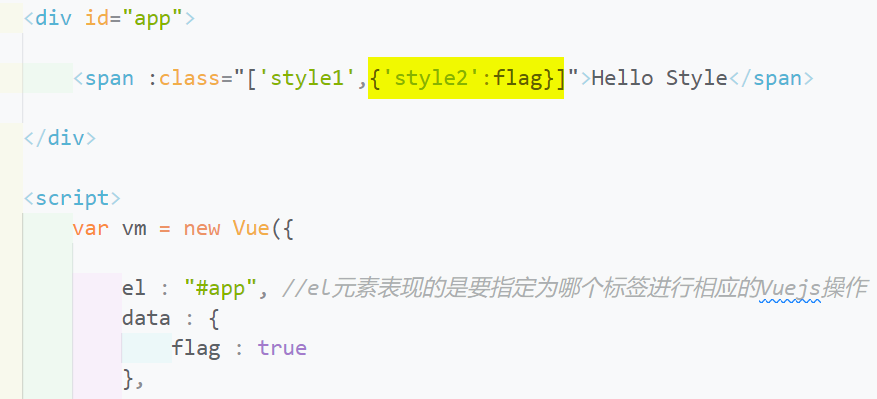 <div id="app">
<span :class="['style1',{'style2':flag}]">Hello Style</span>
</div>
<script>
var vm = new Vue({
el : "#app", //el元素表现的是要指定为哪个标签进行相应的Vuejs操作
data : {
flag : true
},